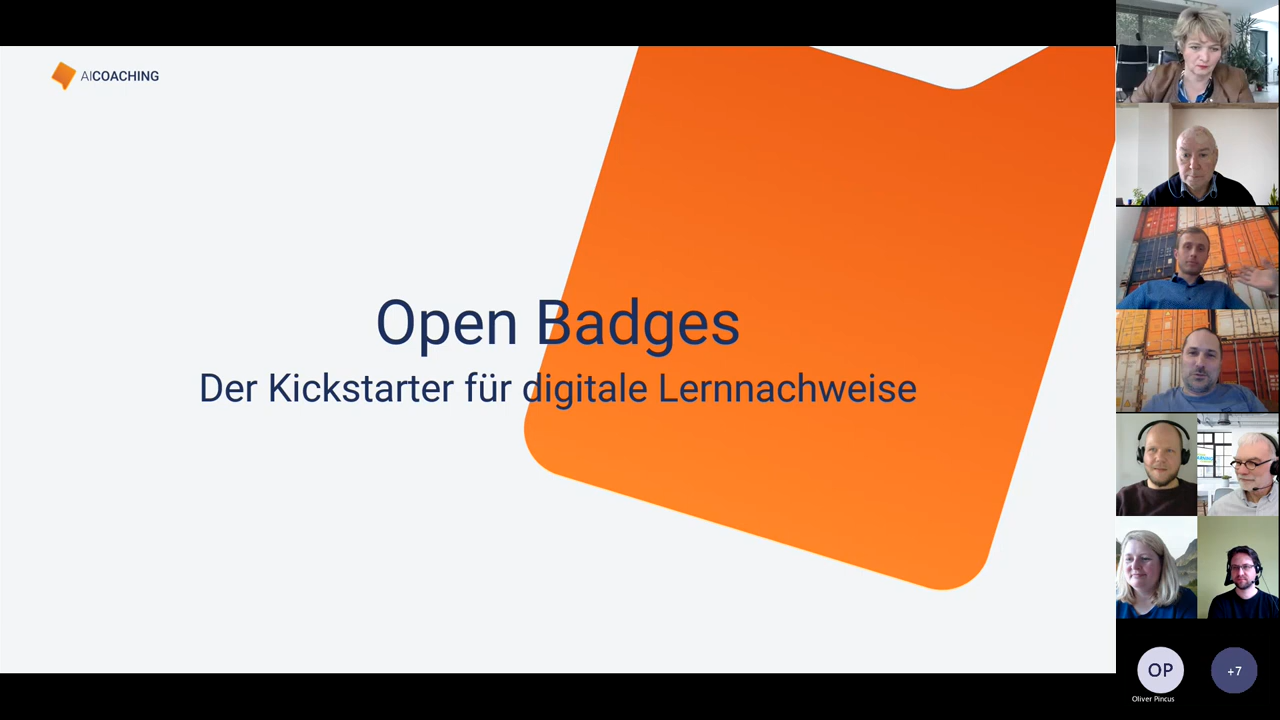 AICOACHING
Open Badges
Der Kickstarter für digitale Lernnachweise
OP
+7
Oliver Pincus